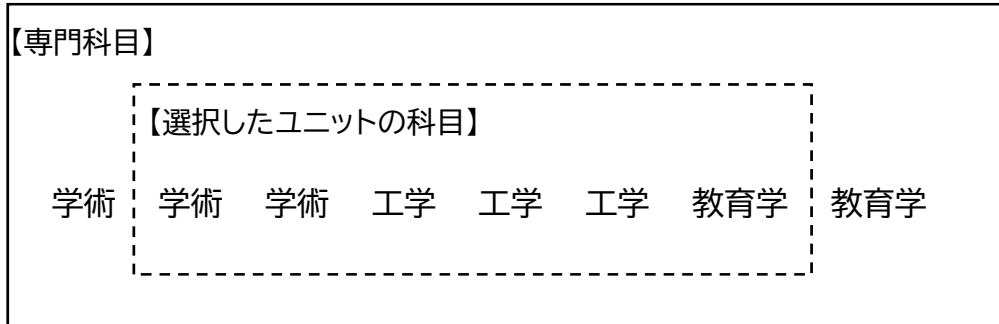 【専門科目】
【選択したユニットの科目】
学術 学術 学術 工学 工学 工学 教育学 教育学